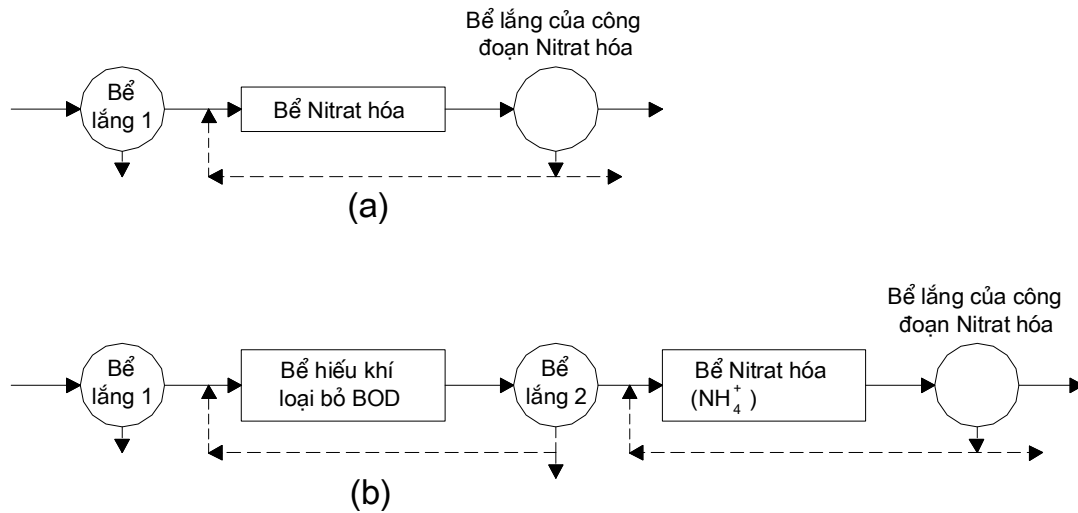 Bể lắng của công
đoạn Nitrat hóa
Bể
lắng 1
Bể Nitrat hóa
(a)
Bể lắng của công
đoạn Nitrat hóa
Bể
lắng 1
Bể hiếu khí
loại bỏ BOD
Bể
lắng 2
Bể Nitrat hóa
(NH₄⁺)
(b)